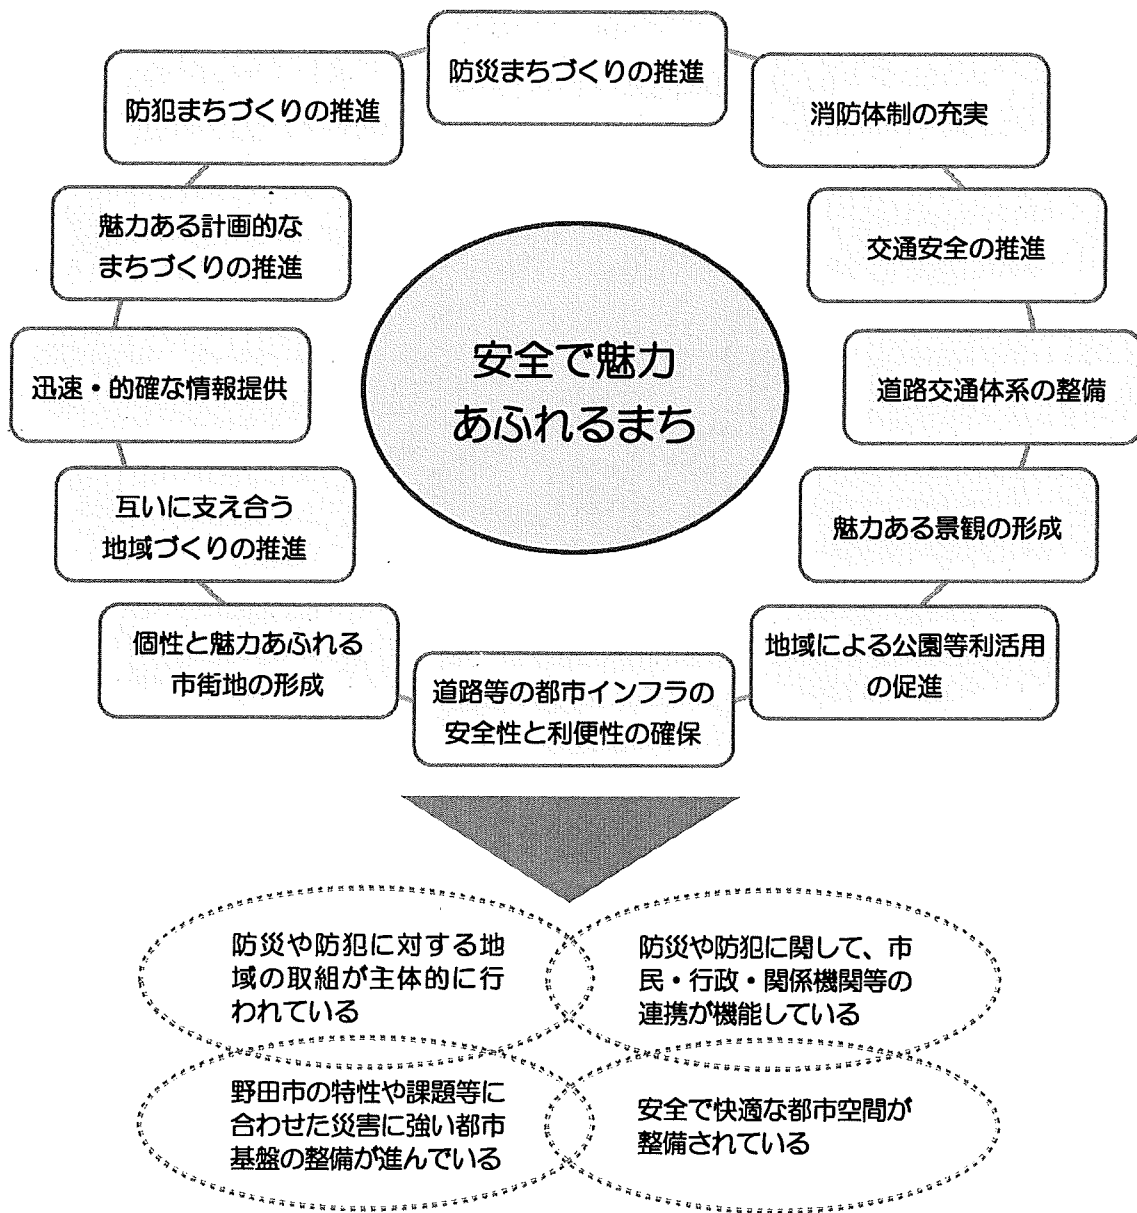 防災まちづくりの推進
防犯まちづくりの推進
消防体制の充実
魅力ある計画的な
まちづくりの推進
交通安全の推進
安全で魅力
あふれるまち
迅速・的確な情報提供
道路交通体系の整備
互いに支え合う
地域づくりの推進
魅力ある景観の形成
個性と魅力あふれる
市街地の形成
道路等の都市インフラの
安全性と利便性の確保
地域による公園等利活用
の促進
防災や防犯に対する地
域の取組が主体的に行
われている
防災や防犯に関して、市
民・行政・関係機関等の
連携が機能している
野田市の特性や課題等に
合わせた災害に強い都市
基盤の整備が進んでいる
安全で快適な都市空間が
整備されている